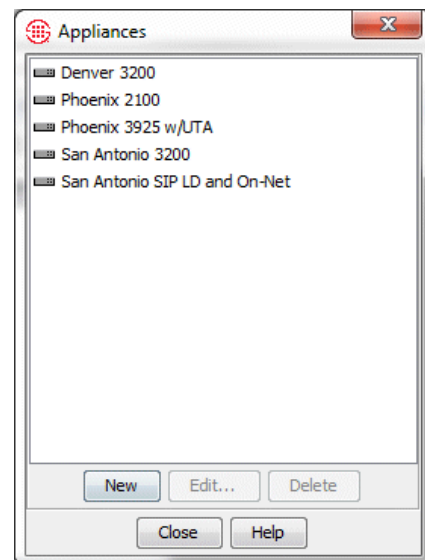 Appliances
Denver 3200
Phoenix 2100
Phoenix 3925 w/UTA
San Antonio 3200
San Antonio SIP LD and On-Net
New Edit... Delete
Close Help